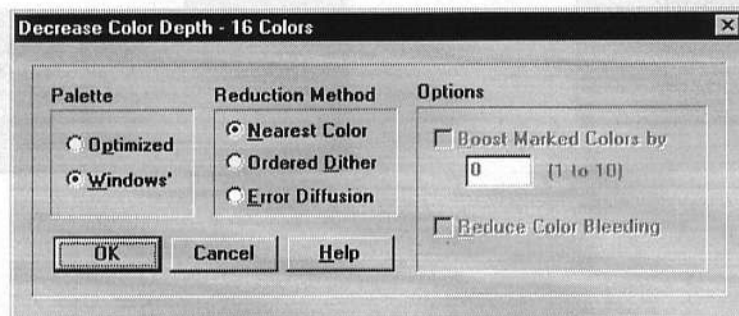 Decrease Color Depth - 16 Colors
Palette
Optimized
Windows'
Reduction Method
Nearest Color
Ordered Dither
Error Diffusion
Options
Boost Marked Colors by
0 (1 to 10)
Reduce Color Bleeding
OK
Cancel
Help